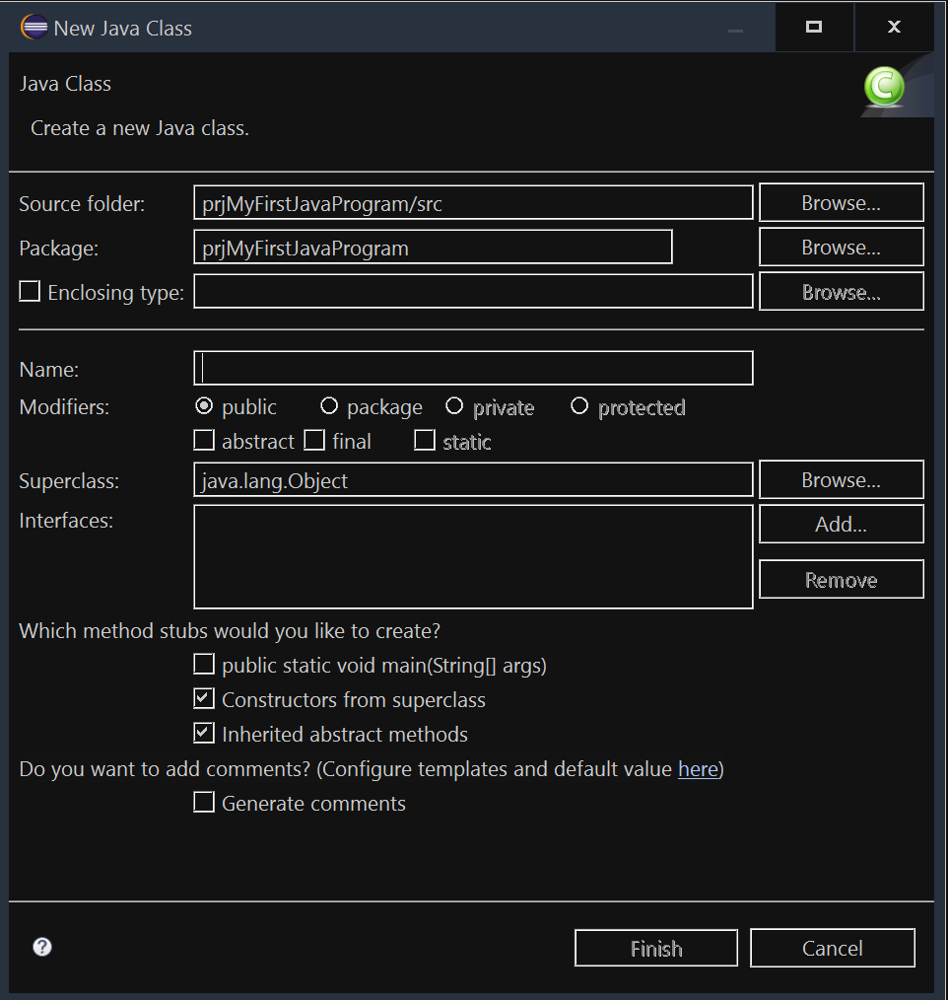 New Java Class
Java Class
Create a new Java class.
Source folder: prjMyFirstJavaProgram/src Browse...
Package: prjMyFirstJavaProgram Browse...
Enclosing type: Browse...
Name:
Modifiers: public package private protected
abstract final static
Superclass: java.lang.Object Browse...
Interfaces: Add...
Remove
Which method stubs would you like to create?
public static void main(String[] args)
Constructors from superclass
Inherited abstract methods
Do you want to add comments? (Configure templates and default value here)
Generate comments
? Finish Cancel